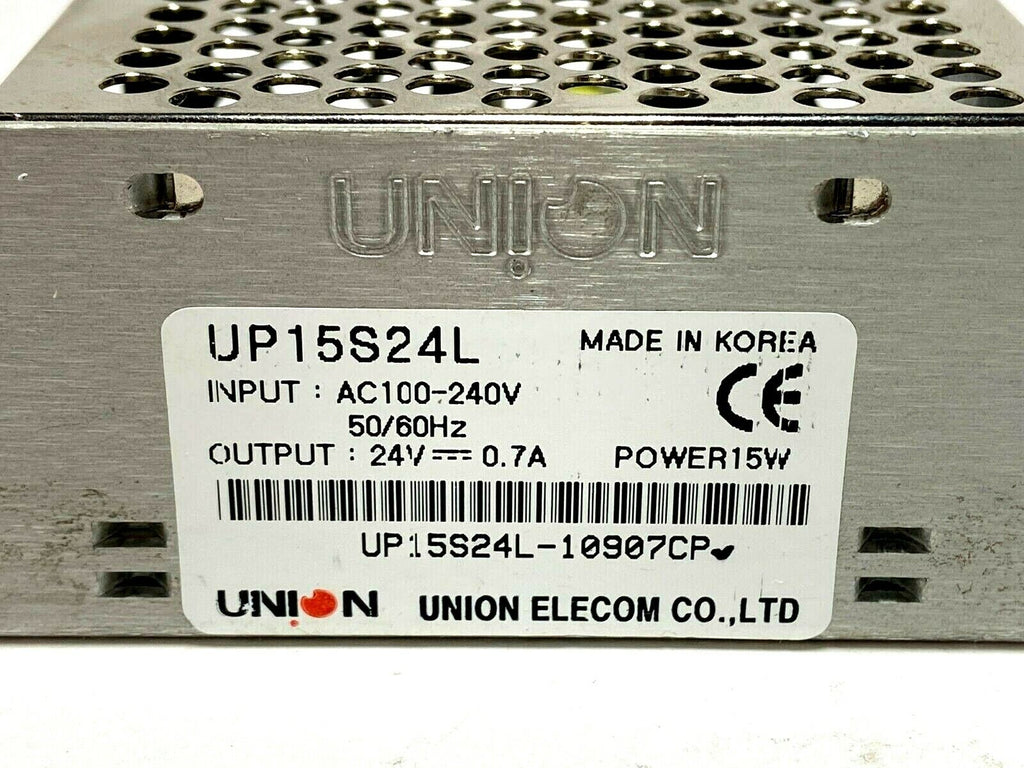 UNION
UP15S24L MADE IN KOREA
INPUT : AC100-240V
CE
50/60Hz
OUTPUT : 24V⎓ 0.7A POWER15W
UP15S24L-10907CP
UNION UNION ELECOM CO.,LTD